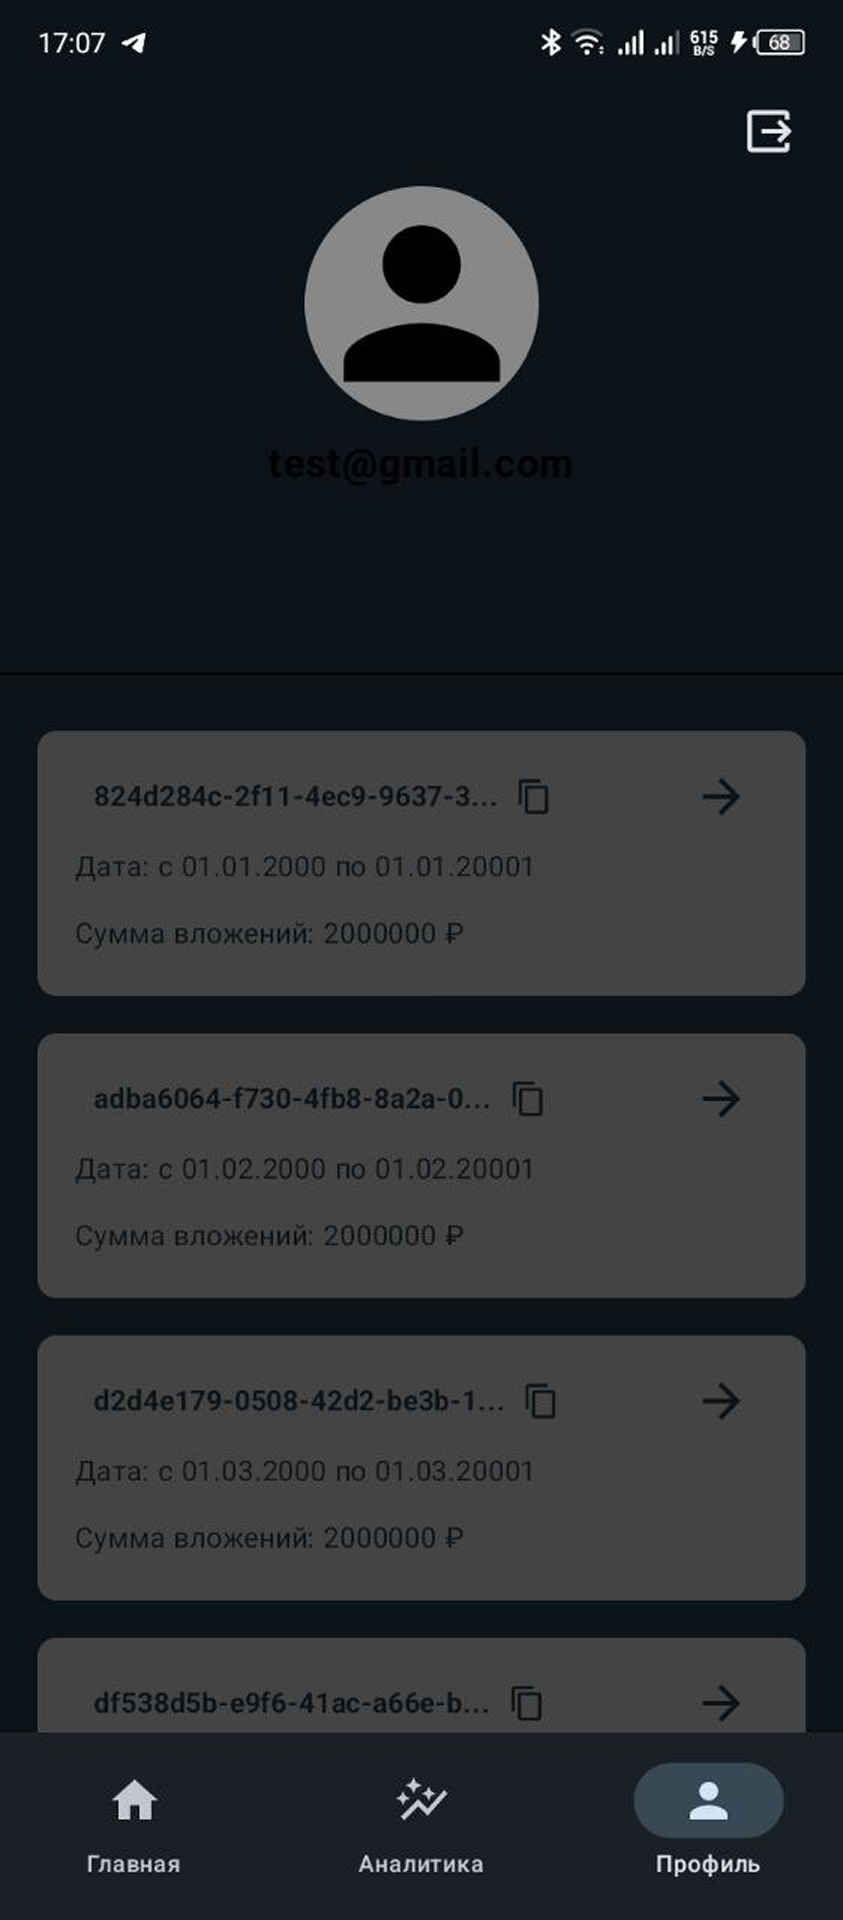 17:07
615
B/S
68
test@gmail.com
824d284c-2f11-4ec9-9637-3...
Дата: с 01.01.2000 по 01.01.20001
Сумма вложений: 2000000 ₽
adba6064-f730-4fb8-8a2a-0...
Дата: с 01.02.2000 по 01.02.20001
Сумма вложений: 2000000 ₽
d2d4e179-0508-42d2-be3b-1...
Дата: с 01.03.2000 по 01.03.20001
Сумма вложений: 2000000 ₽
df538d5b-e9f6-41ac-a66e-b...
Главная
Аналитика
Профиль